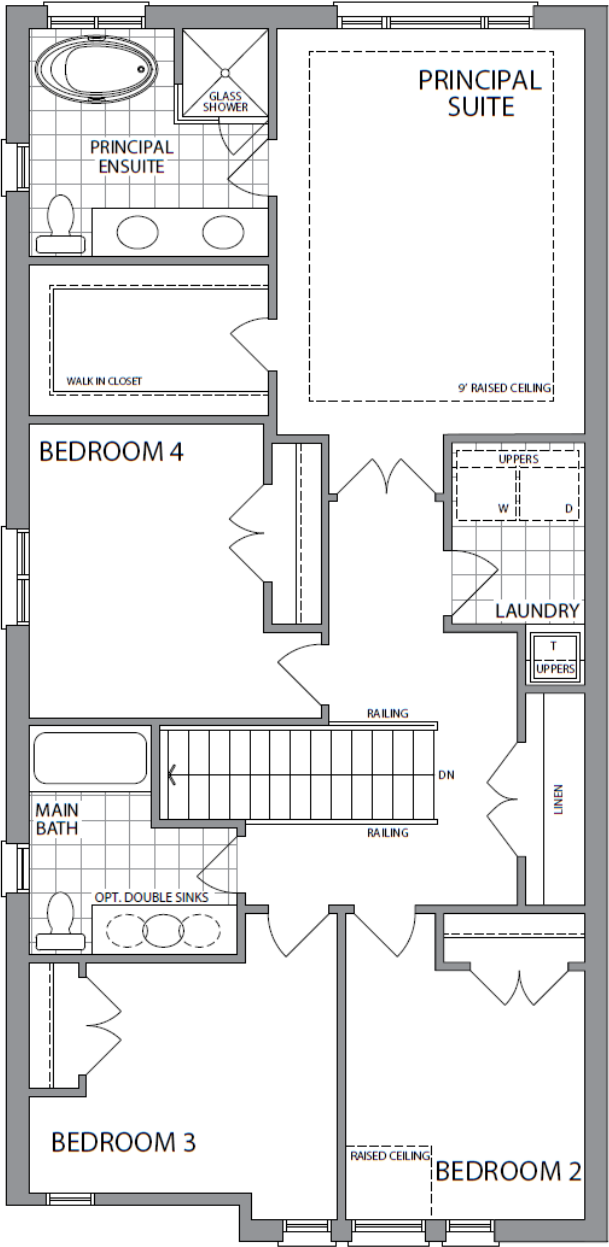 GLASS
SHOWER
PRINCIPAL
SUITE
PRINCIPAL
ENSUITE
WALK IN CLOSET
9' RAISED CEILING
BEDROOM 4
UPPERS
W
D
LAUNDRY
T
UPPERS
RAILING
DN
LINEN
MAIN
BATH
RAILING
OPT. DOUBLE SINKS
BEDROOM 3
RAISED CEILING
BEDROOM 2